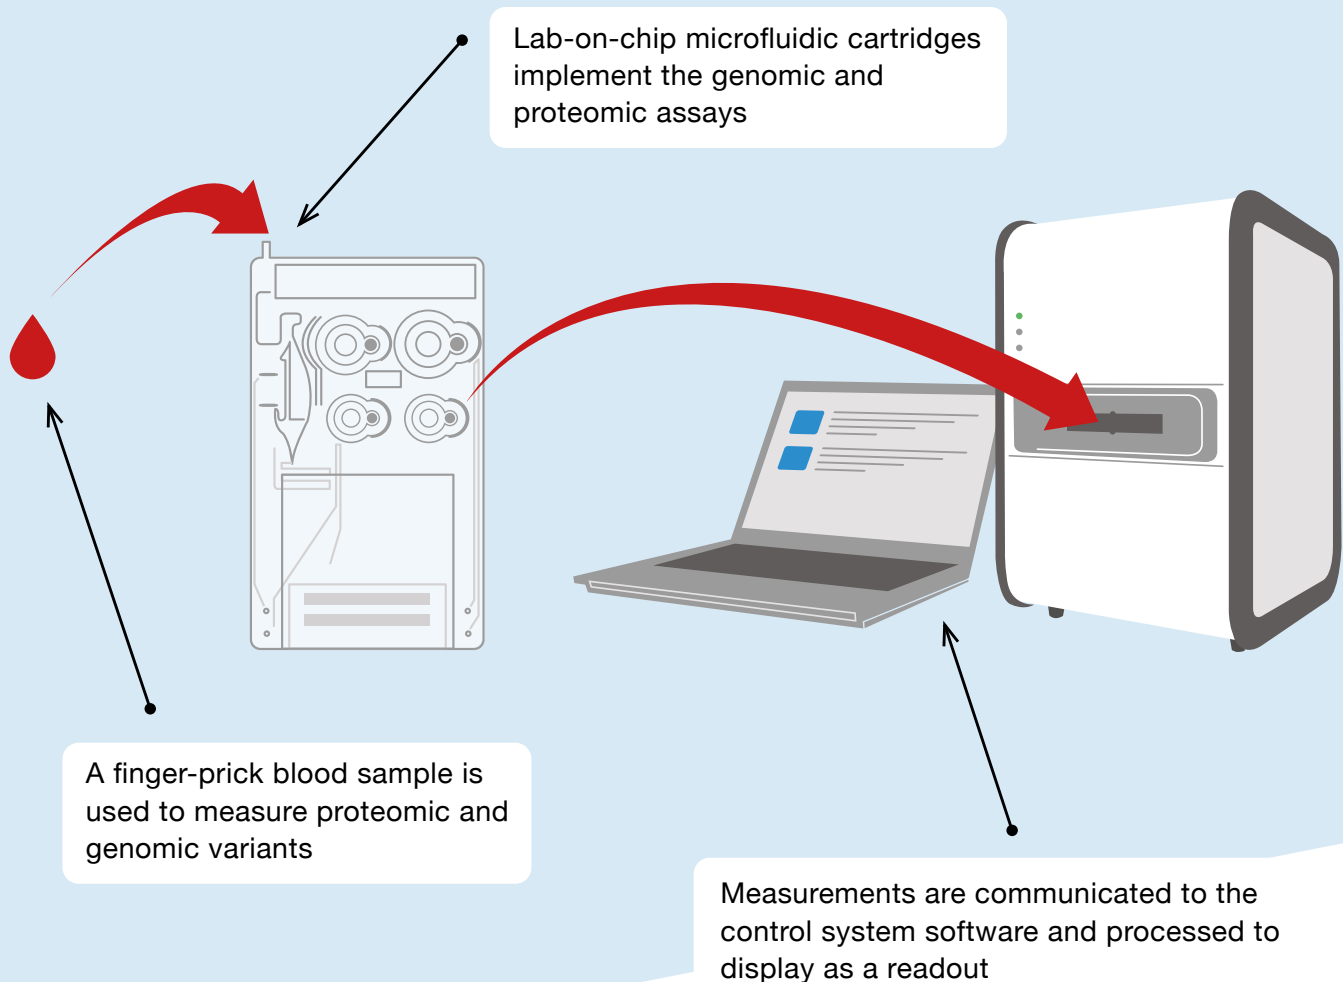 Lab-on-chip microfluidic cartridges
implement the genomic and
proteomic assays
A finger-prick blood sample is
used to measure proteomic and
genomic variants
Measurements are communicated to the
control system software and processed to
display as a readout